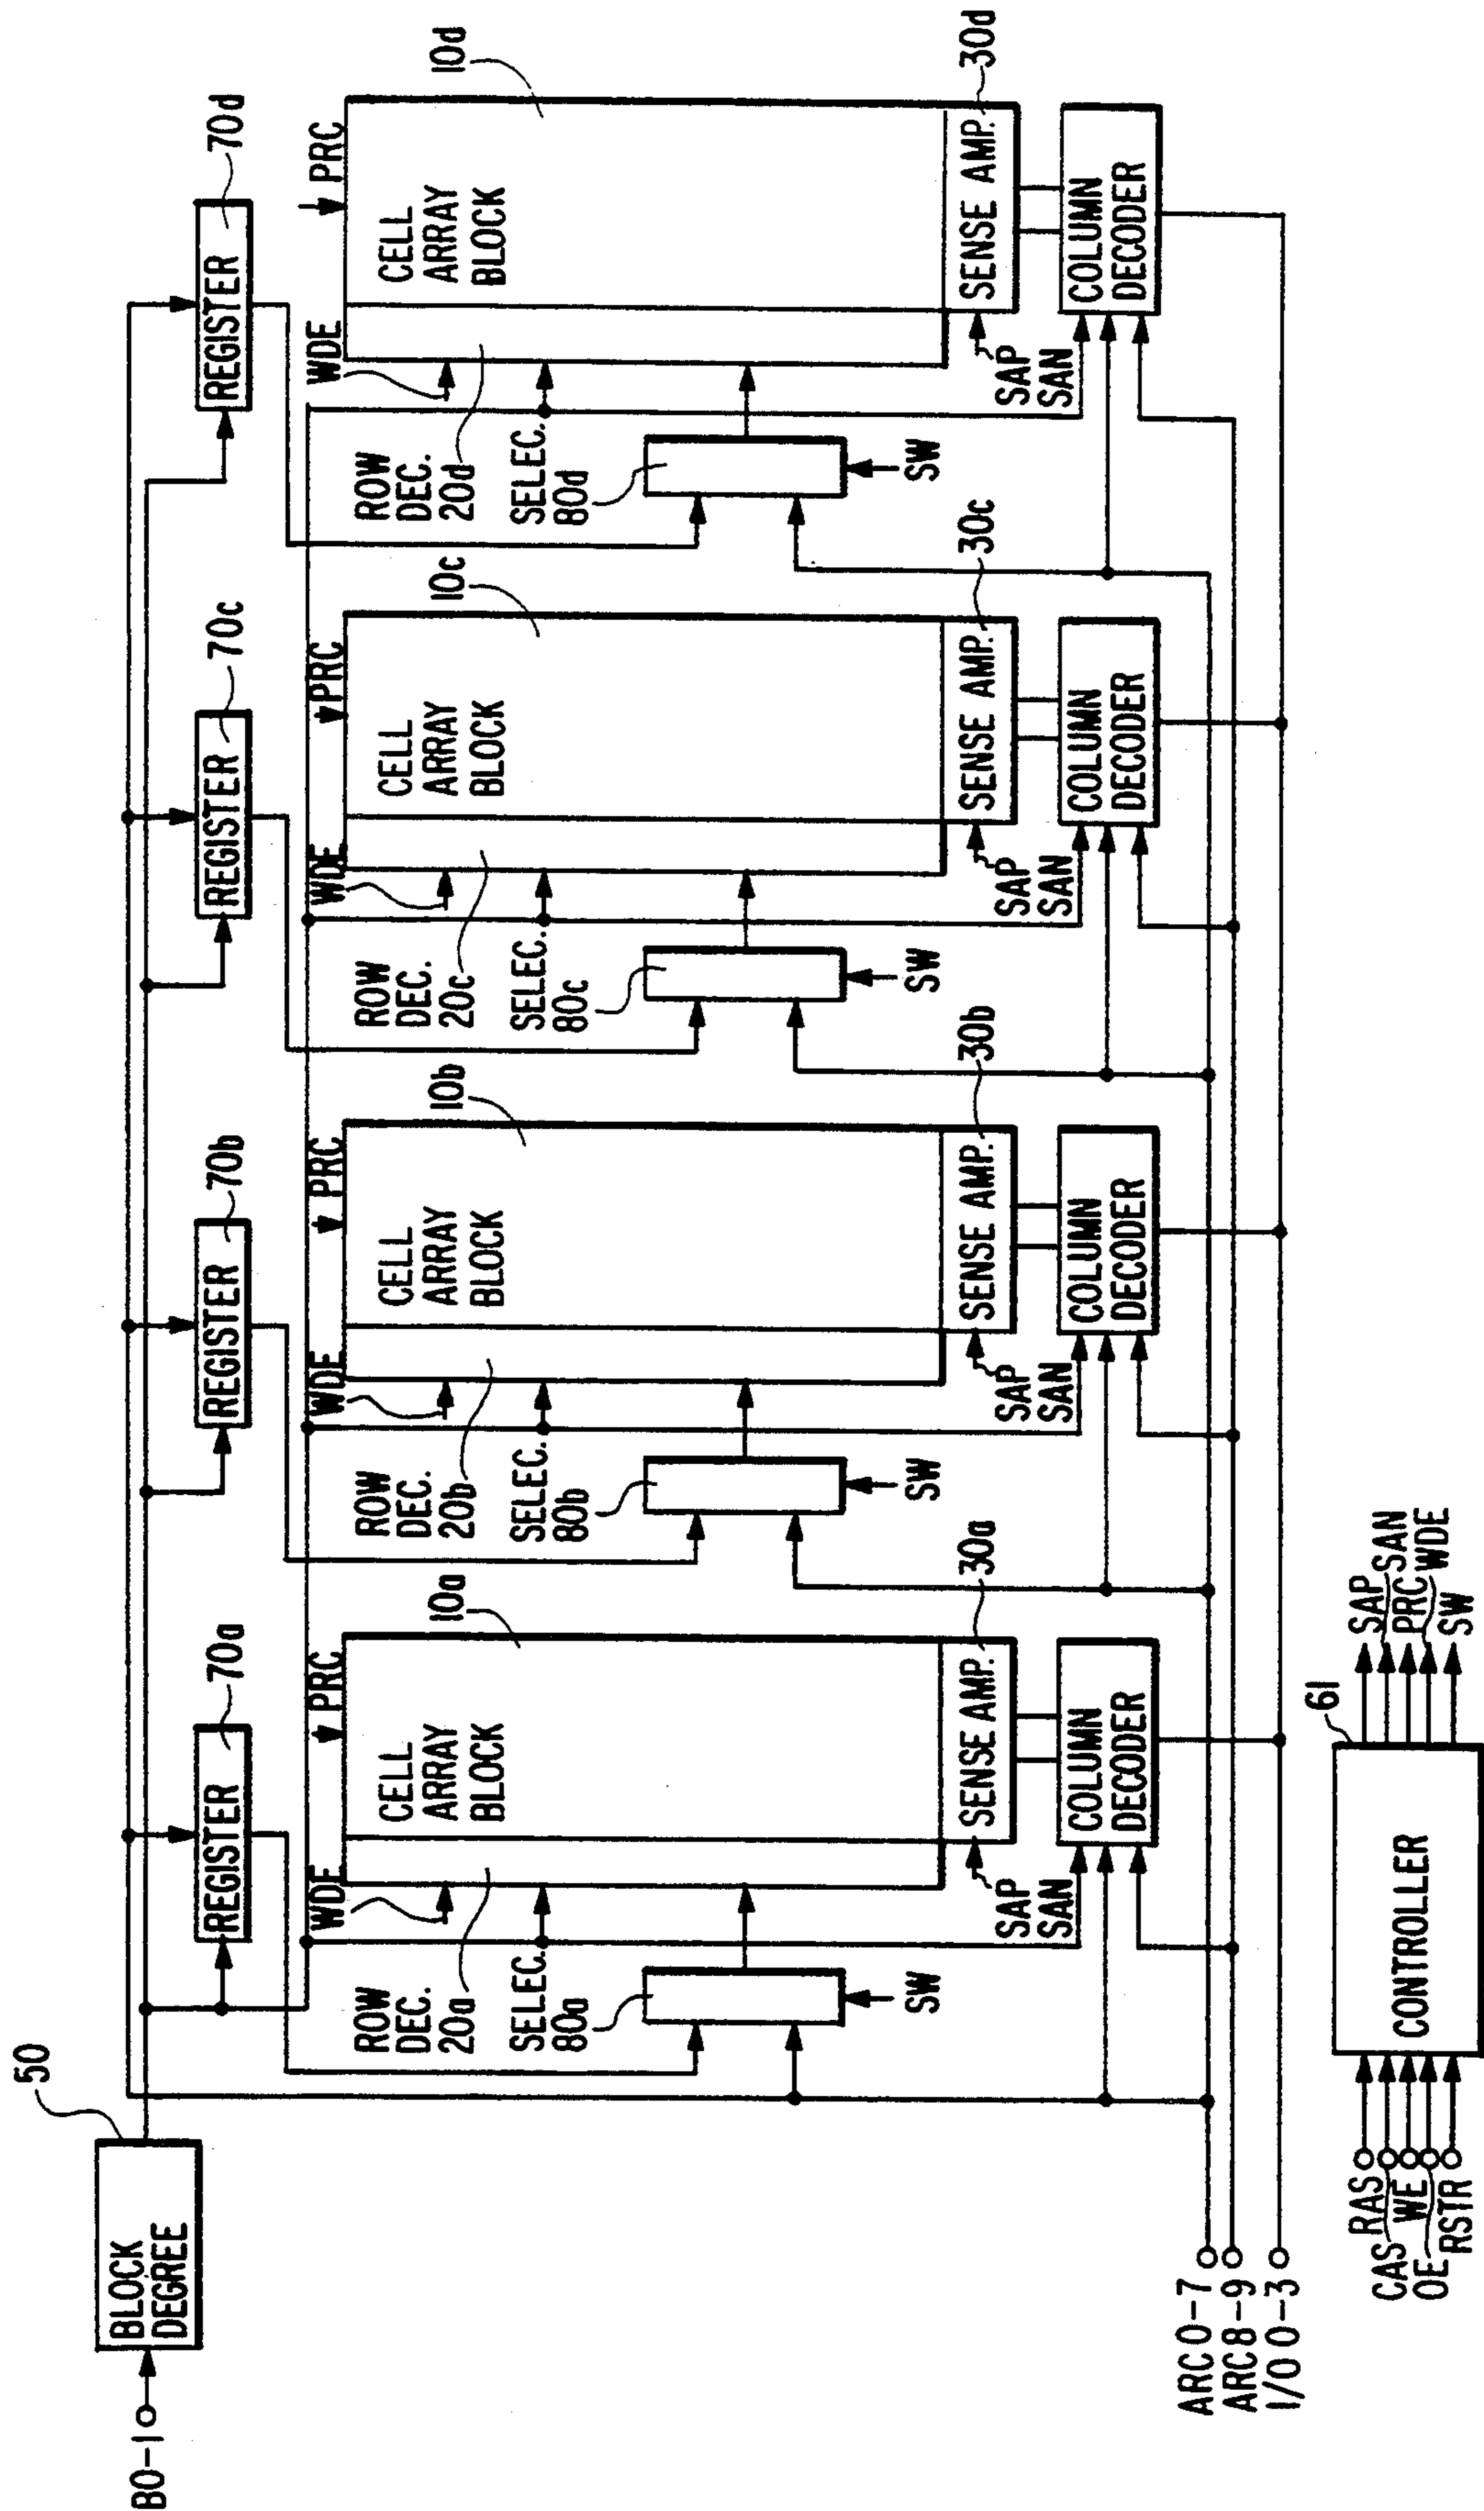 B0-1
BLOCK
DEGREE
50
REGISTER
70a
REGISTER
70b
REGISTER
70c
REGISTER
70d
WDE
PRC
10a
ROW
DEC.
20a
CELL
ARRAY
BLOCK
SELEC.
80a
SW
SENSE AMP.
30a
SAP
SAN
COLUMN
DECODER
WDE
PRC
10b
ROW
DEC.
20b
CELL
ARRAY
BLOCK
SELEC.
80b
SW
SENSE AMP.
30b
SAP
SAN
COLUMN
DECODER
WDE
PRC
10c
ROW
DEC.
20c
CELL
ARRAY
BLOCK
SELEC.
80c
SW
SENSE AMP.
30c
SAP
SAN
COLUMN
DECODER
WDE
PRC
10d
ROW
DEC.
20d
CELL
ARRAY
BLOCK
SELEC.
80d
SW
SENSE AMP.
30d
SAP
SAN
COLUMN
DECODER
ARC 0-7
ARC 8-9
I/O 0-3
RAS
CAS
WE
OE
RSTR
CONTROLLER
61
SAP
SAN
PRC
WDE
SW